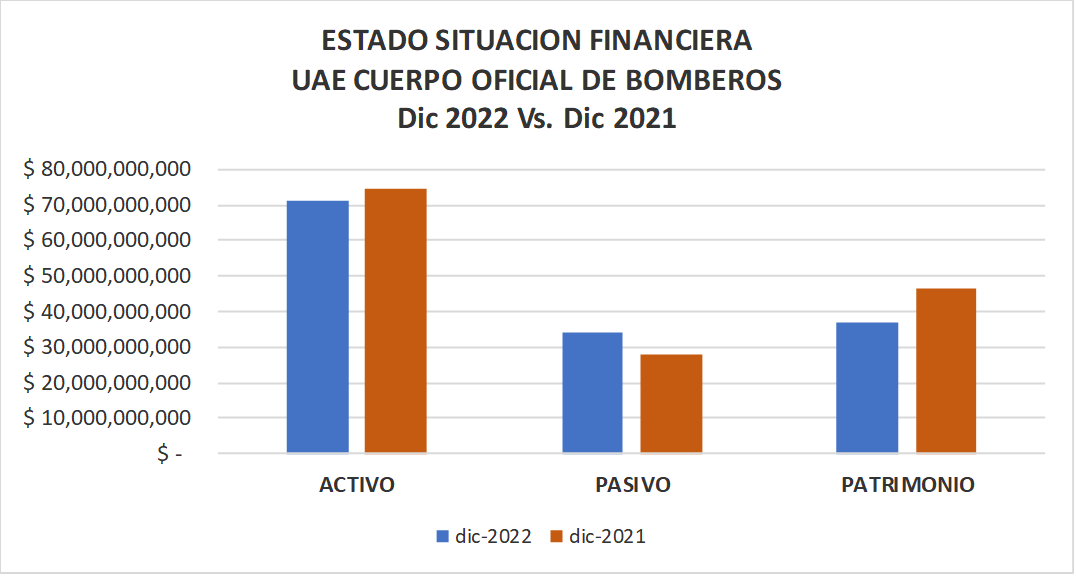 ESTADO SITUACION FINANCIERA
UAE CUERPO OFICIAL DE BOMBEROS
Dic 2022 Vs. Dic 2021
$ 80,000,000,000
$ 70,000,000,000
$ 60,000,000,000
$ 50,000,000,000
$ 40,000,000,000
$ 30,000,000,000
$ 20,000,000,000
$ 10,000,000,000
$ -
ACTIVO PASIVO PATRIMONIO
dic-2022 dic-2021